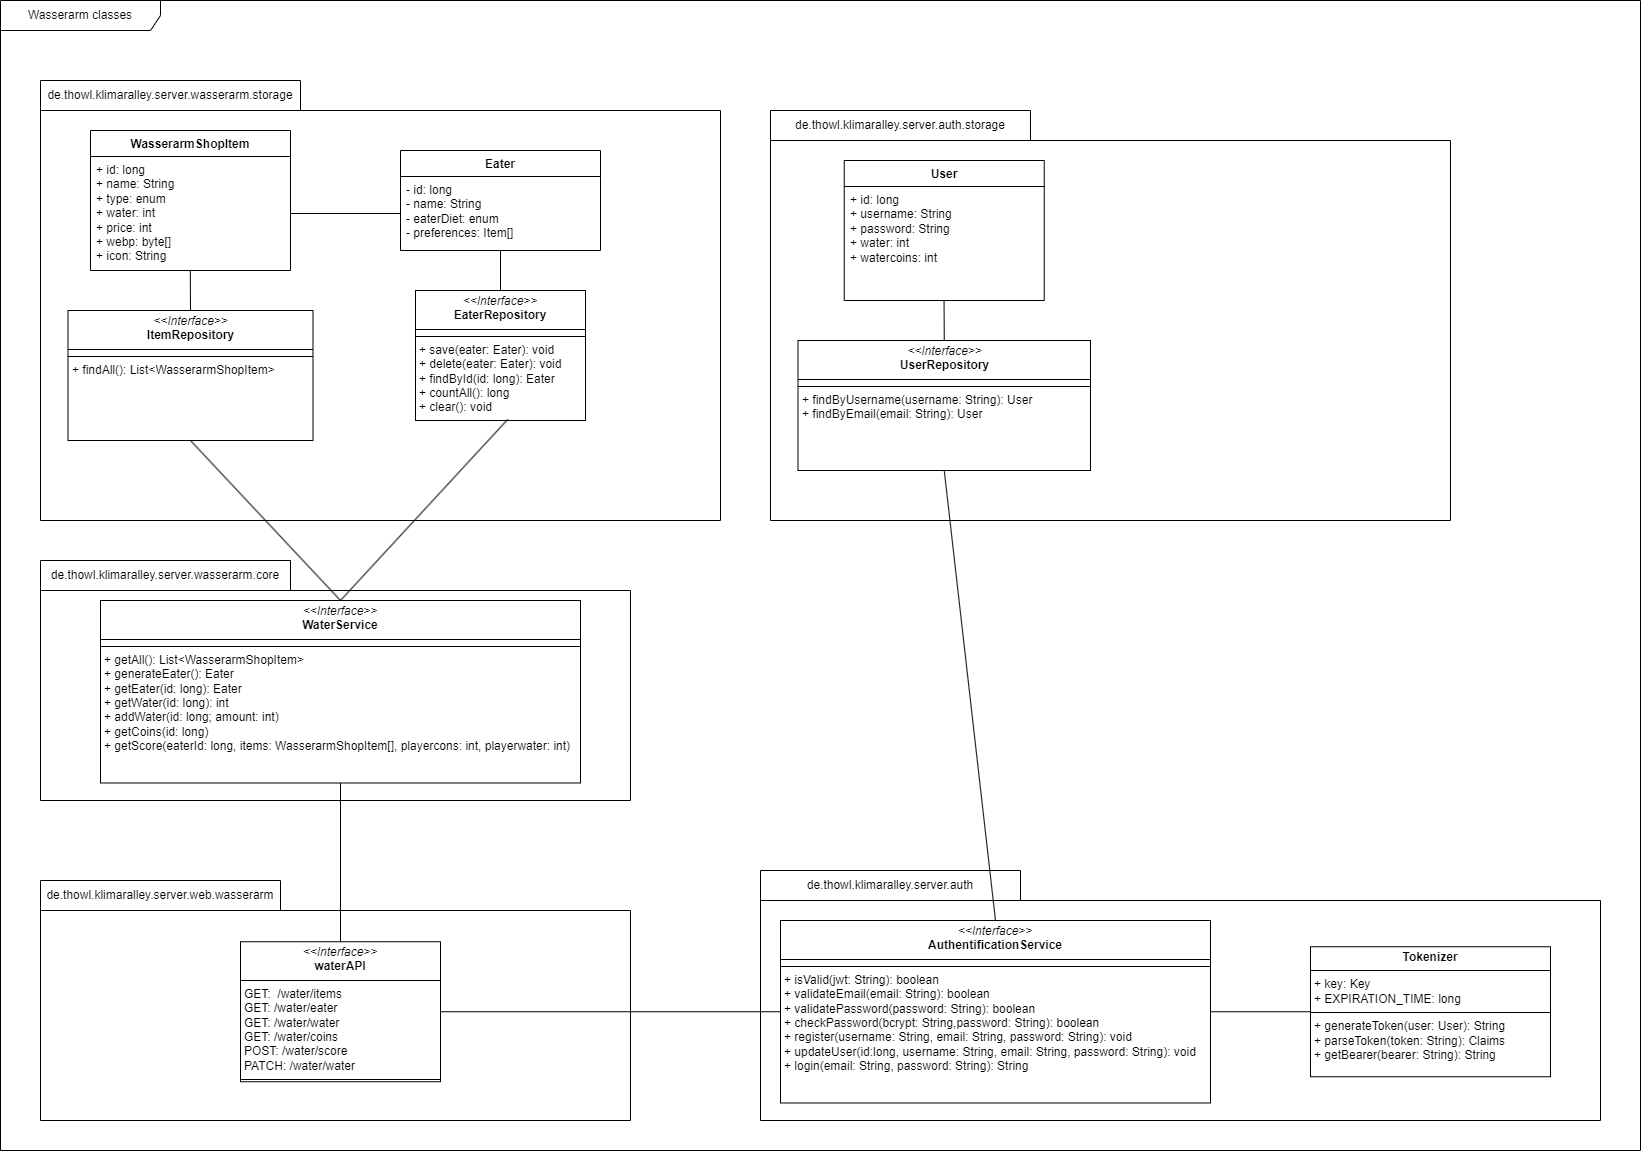 Wasserarm classes
de.thowl.klimaralley.server.wasserarm.storage
WasserarmShopItem
+ id: long
+ name: String
+ type: enum
+ water: int
+ price: int
+ webp: byte[]
+ icon: String
Eater
- id: long
- name: String
- eaterDiet: enum
- preferences: Item[]
<<Interface>>
ItemRepository
+ findAll(): List<WasserarmShopItem>
<<Interface>>
EaterRepository
+ save(eater: Eater): void
+ delete(eater: Eater): void
+ findById(id: long): Eater
+ countAll(): long
+ clear(): void
de.thowl.klimaralley.server.auth.storage
User
+ id: long
+ username: String
+ password: String
+ water: int
+ watercoins: int
<<Interface>>
UserRepository
+ findByUsername(username: String): User
+ findByEmail(email: String): User
de.thowl.klimaralley.server.wasserarm.core
<<Interface>>
WaterService
+ getAll(): List<WasserarmShopItem>
+ generateEater(): Eater
+ getEater(id: long): Eater
+ getWater(id: long): int
+ addWater(id: long; amount: int)
+ getCoins(id: long)
+ getScore(eaterId: long, items: WasserarmShopItem[], playercons: int, playerwater: int)
de.thowl.klimaralley.server.web.wasserarm
<<Interface>>
waterAPI
GET:  /water/items
GET: /water/eater
GET: /water/water
GET: /water/coins
POST: /water/score
PATCH: /water/water
de.thowl.klimaralley.server.auth
<<Interface>>
AuthentificationService
+ isValid(jwt: String): boolean
+ validateEmail(email: String): boolean
+ validatePassword(password: String): boolean
+ checkPassword(bcrypt: String,password: String): boolean
+ register(username: String, email: String, password: String): void
+ updateUser(id:long, username: String, email: String, password: String): void
+ login(email: String, password: String): String
Tokenizer
+ key: Key
+ EXPIRATION_TIME: long
+ generateToken(user: User): String
+ parseToken(token: String): Claims
+ getBearer(bearer: String): String